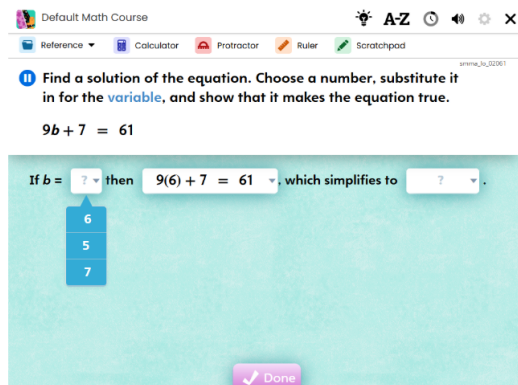 Default Math Course
A-Z
Reference
Calculator
Protractor
Ruler
Scratchpad
smma_lo_02061
Find a solution of the equation. Choose a number, substitute it
in for the variable, and show that it makes the equation true.
9b + 7 = 61
If b = ? then 9(6) + 7 = 61 , which simplifies to ? .
6
5
7
Done